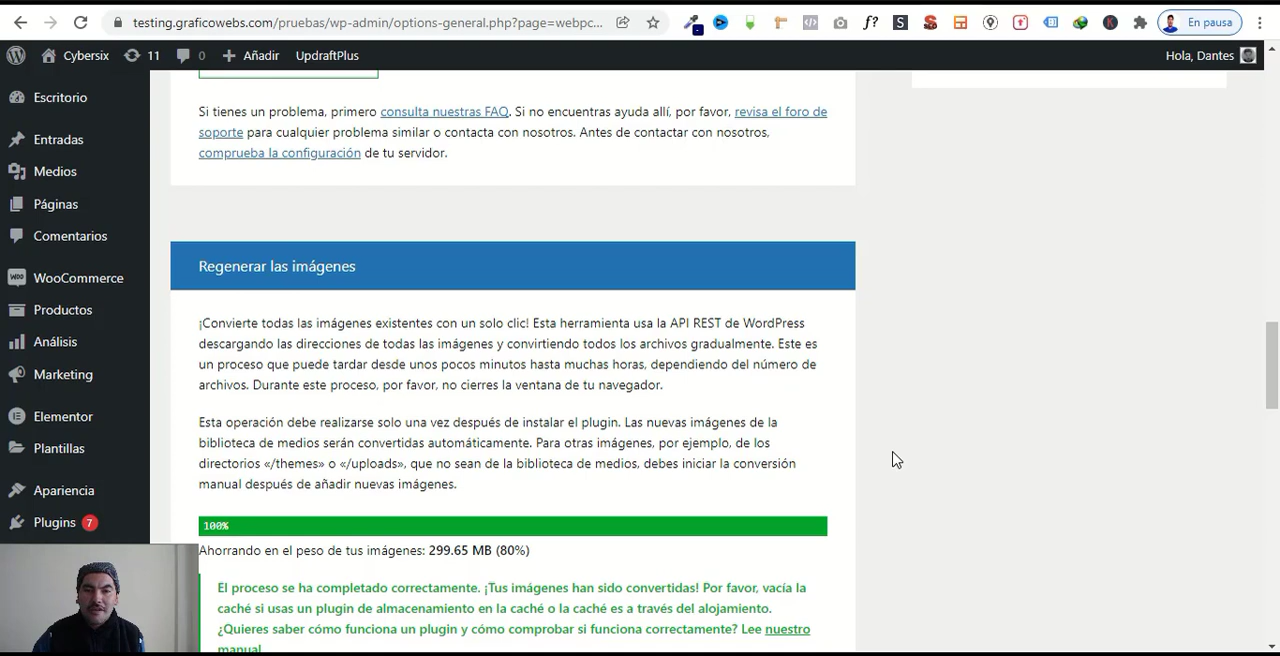 testing.graficowebs.com/pruebas/wp-admin/options-general.php?page=webpc...
En pausa
Cybersix
11
0
Añadir
UpdraftPlus
Hola, Dantes
Escritorio
Entradas
Medios
Páginas
Comentarios
WooCommerce
Productos
Análisis
Marketing
Elementor
Plantillas
Apariencia
Plugins 7
Si tienes un problema, primero consulta nuestras FAQ. Si no encuentras ayuda allí, por favor, revisa el foro de
soporte para cualquier problema similar o contacta con nosotros. Antes de contactar con nosotros,
comprueba la configuración de tu servidor.
Regenerar las imágenes
¡Convierte todas las imágenes existentes con un solo clic! Esta herramienta usa la API REST de WordPress
descargando las direcciones de todas las imágenes y convirtiendo todos los archivos gradualmente. Este es
un proceso que puede tardar desde unos pocos minutos hasta muchas horas, dependiendo del número de
archivos. Durante este proceso, por favor, no cierres la ventana de tu navegador.
Esta operación debe realizarse solo una vez después de instalar el plugin. Las nuevas imágenes de la
biblioteca de medios serán convertidas automáticamente. Para otras imágenes, por ejemplo, de los
directorios «/themes» o «/uploads», que no sean de la biblioteca de medios, debes iniciar la conversión
manual después de añadir nuevas imágenes.
100%
Ahorrando en el peso de tus imágenes: 299.65 MB (80%)
El proceso se ha completado correctamente. ¡Tus imágenes han sido convertidas! Por favor, vacía la
caché si usas un plugin de almacenamiento en la caché o la caché es a través del alojamiento.
¿Quieres saber cómo funciona un plugin y cómo comprobar si funciona correctamente? Lee nuestro
manual